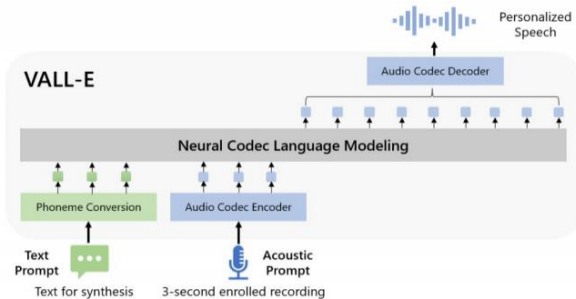 Personalized
Speech
Audio Codec Decoder
VALL-E
Neural Codec Language Modeling
Phoneme Conversion
Audio Codec Encoder
Text
Prompt
Acoustic
Prompt
Text for synthesis
3-second enrolled recording